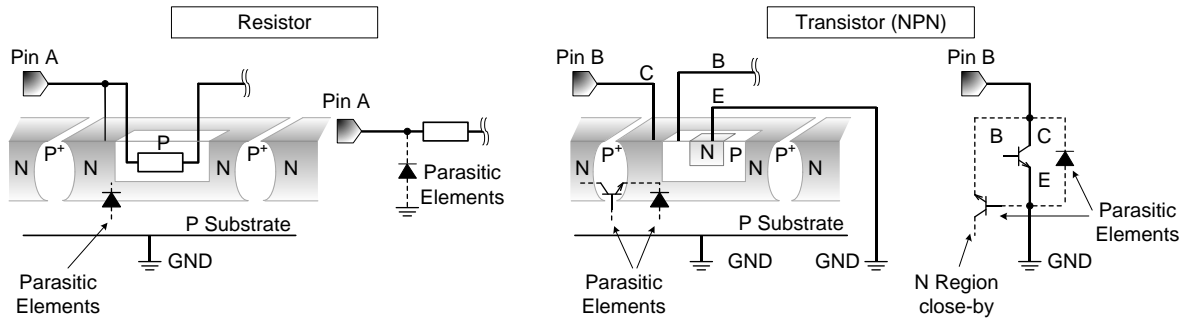 Resistor
Transistor (NPN)
Pin A
Pin A
N
P+
N
P
N
P+
N
Parasitic
Elements
P Substrate
GND
Parasitic
Elements
Pin B
C
B
E
N
P+
N
N
P
N
P+
N
P Substrate
GND
GND
Parasitic
Elements
Pin B
B
C
E
Parasitic
Elements
GND
N Region
close-by